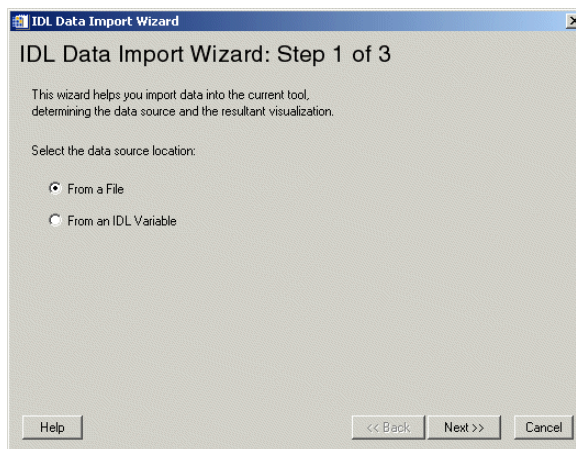 IDL Data Import Wizard
IDL Data Import Wizard: Step 1 of 3
This wizard helps you import data into the current tool,
determining the data source and the resultant visualization.
Select the data source location:
From a File
From an IDL Variable
Help
<< Back
Next >>
Cancel